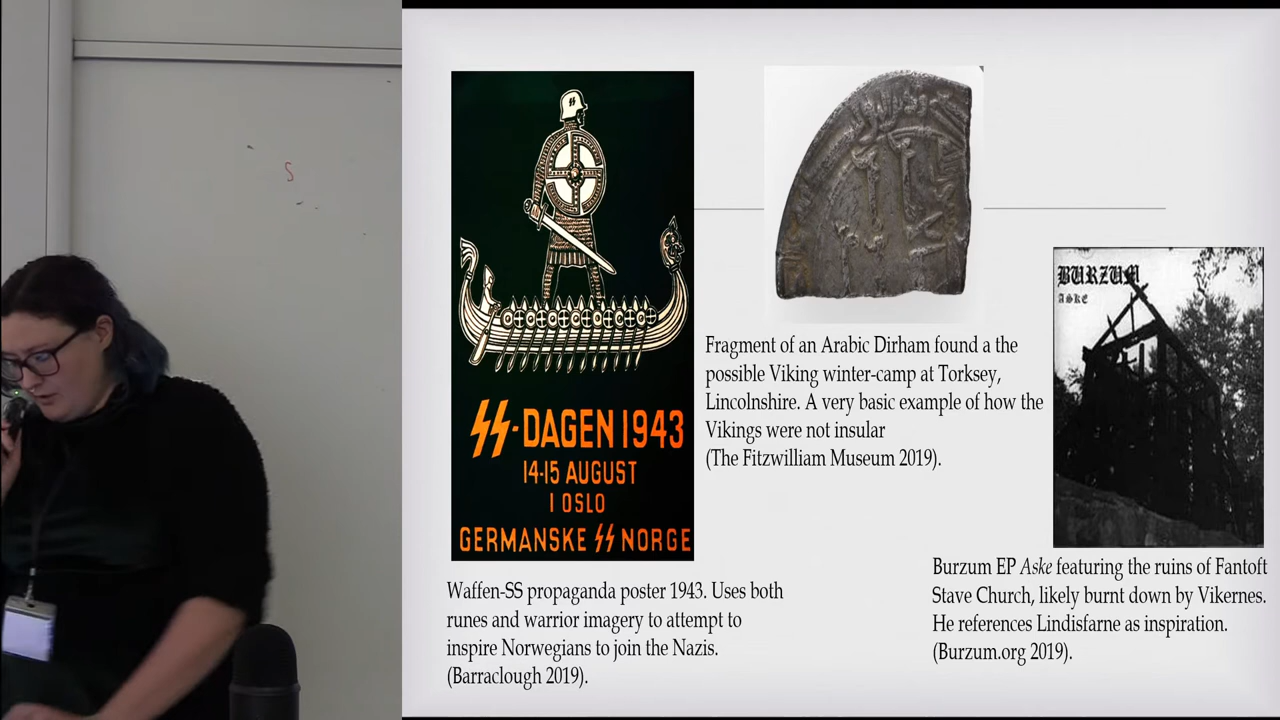 S
ᛋᛋ-DAGEN 1943
14-15 AUGUST
I OSLO
GERMANSKE ᛋᛋ NORGE
Waffen-SS propaganda poster 1943. Uses both
runes and warrior imagery to attempt to
inspire Norwegians to join the Nazis.
(Barraclough 2019).
Fragment of an Arabic Dirham found a the
possible Viking winter-camp at Torksey,
Lincolnshire. A very basic example of how the
Vikings were not insular
(The Fitzwilliam Museum 2019).
BURZUM
ASKE
Burzum EP Aske featuring the ruins of Fantoft
Stave Church, likely burnt down by Vikernes.
He references Lindisfarne as inspiration.
(Burzum.org 2019).